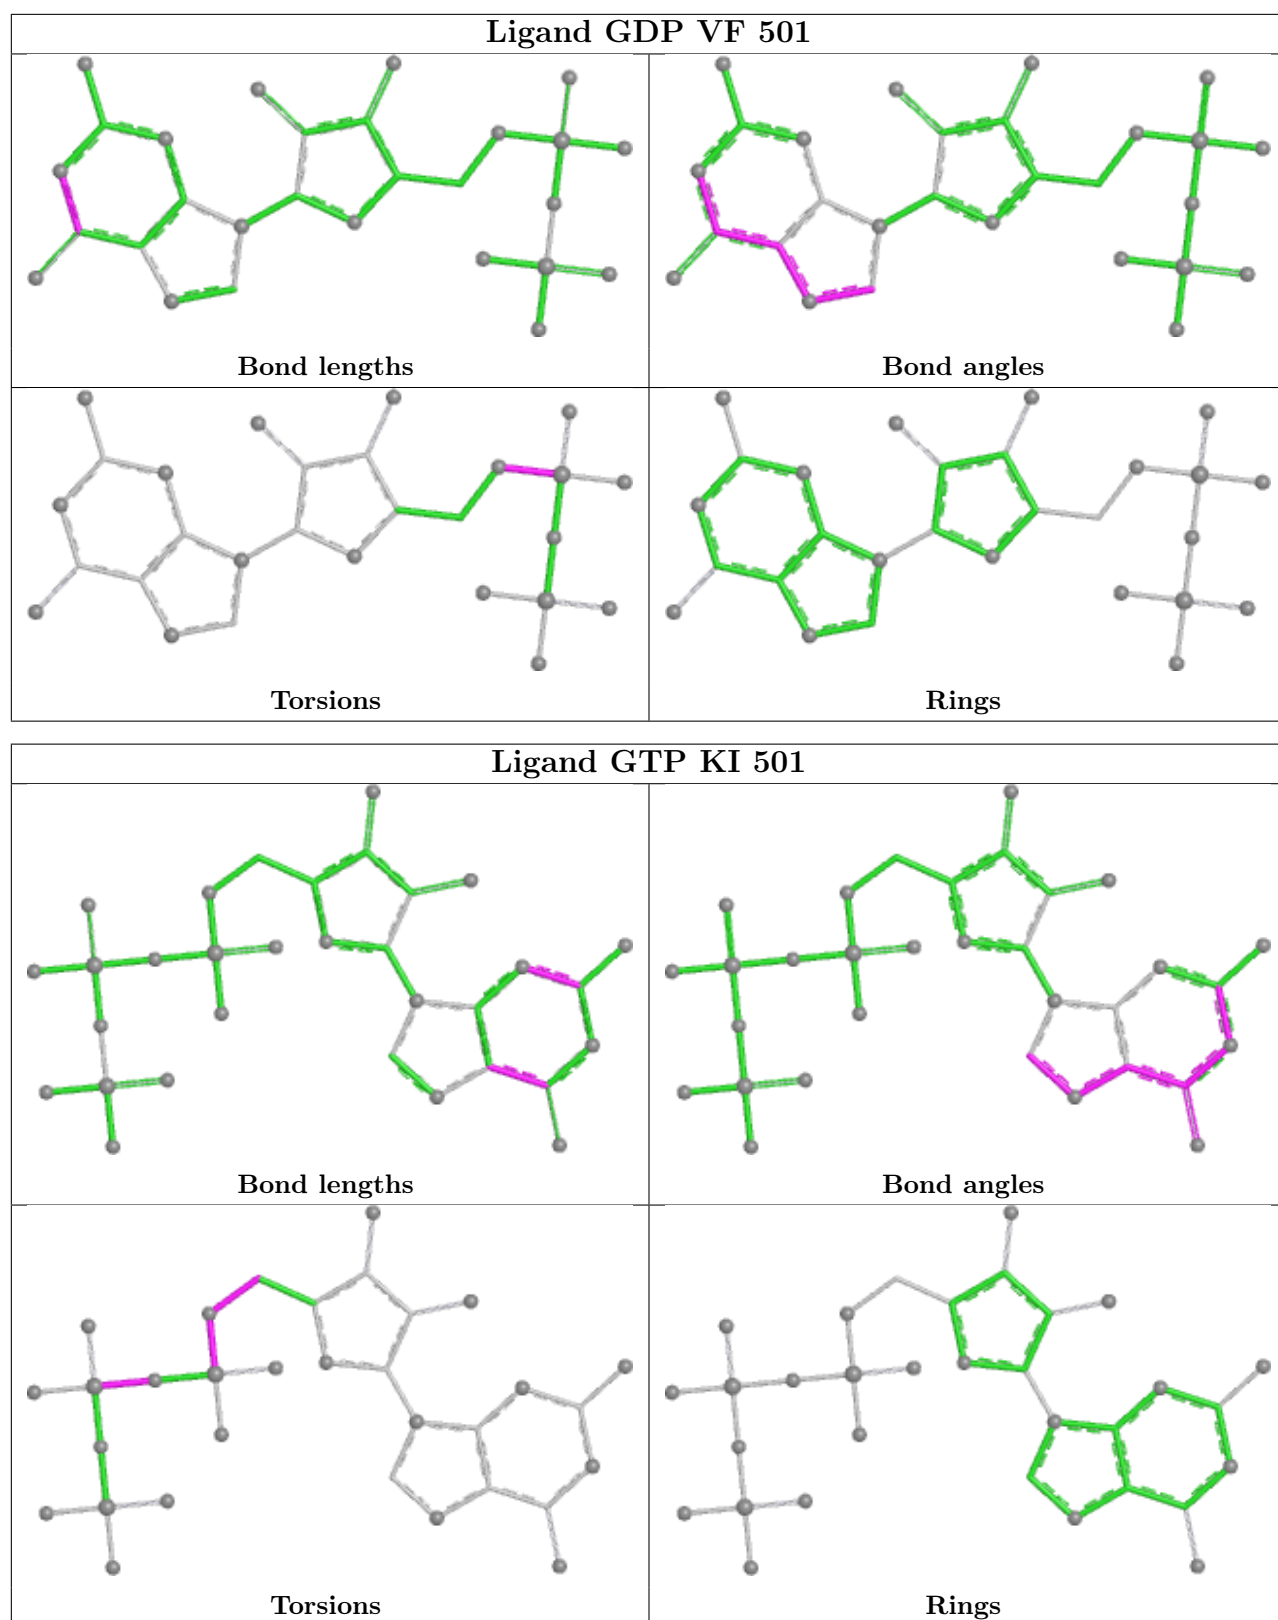 Ligand GDP VF 501
Bond lengths
Bond angles
Torsions
Rings
Ligand GTP KI 501
Bond lengths
Bond angles
Torsions
Rings